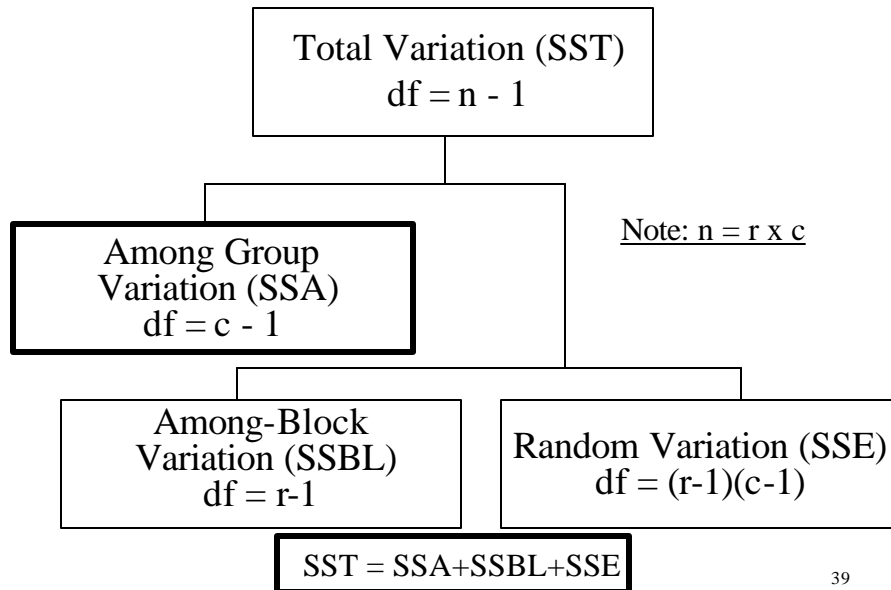 Total Variation (SST)
df = n - 1
Note: n = r x c
Among Group
Variation (SSA)
df = c - 1
Among-Block
Variation (SSBL)
df = r-1
Random Variation (SSE)
df = (r-1)(c-1)
SST = SSA+SSBL+SSE
39